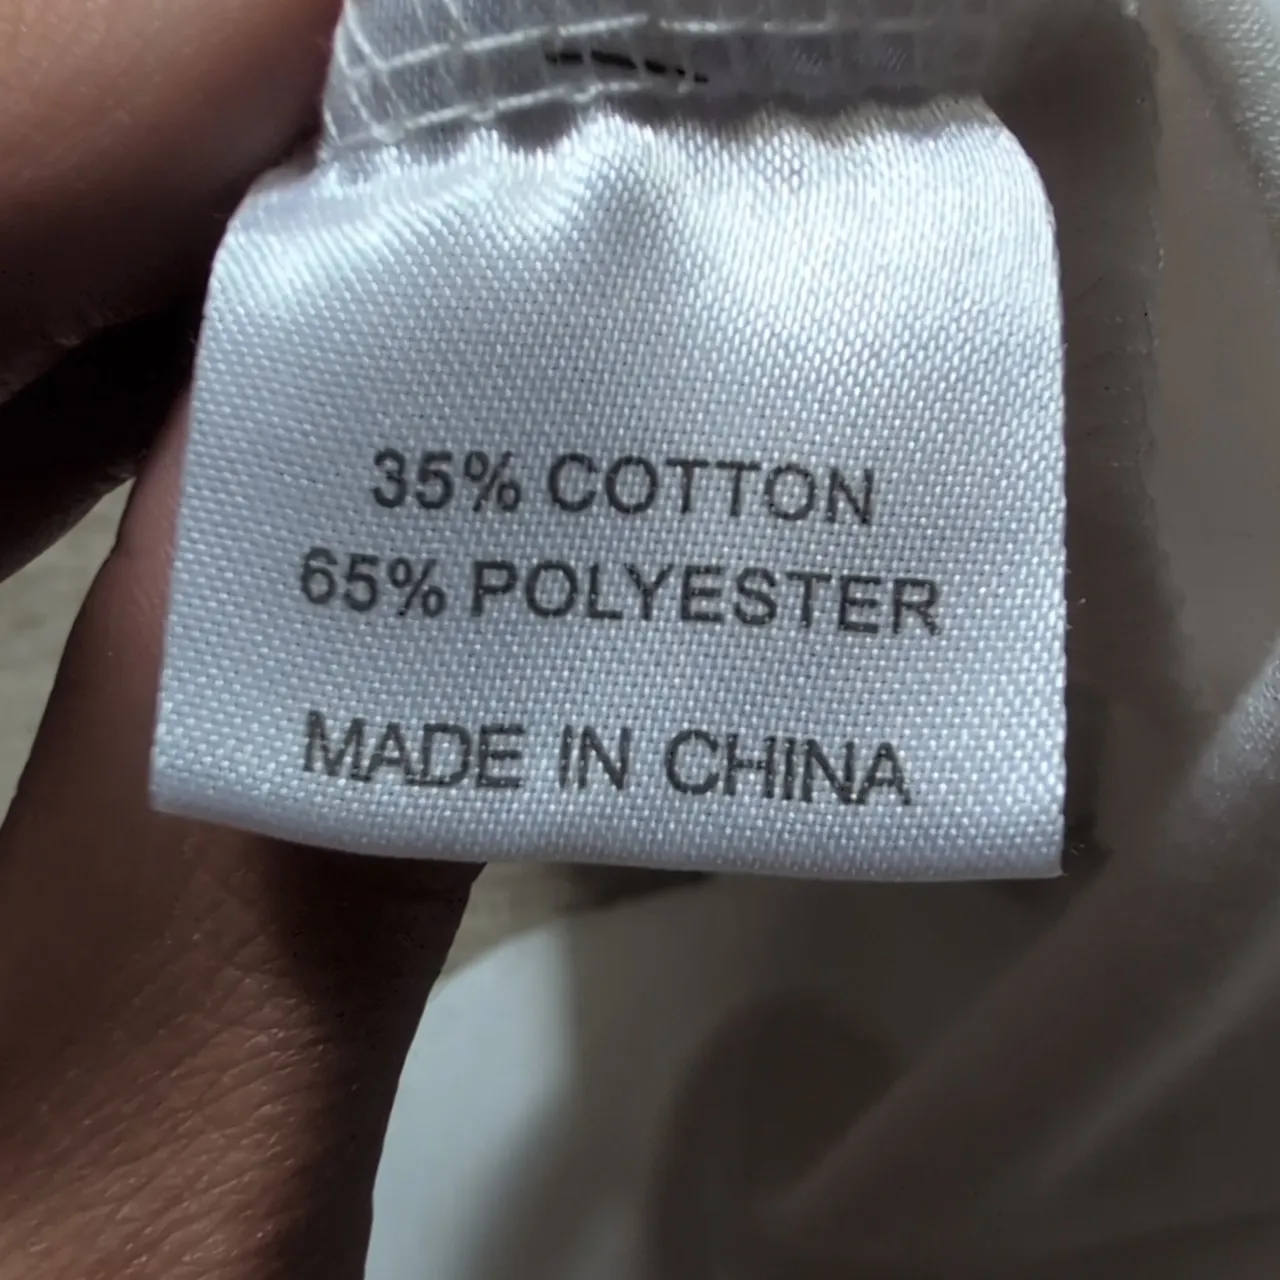 35% COTTON
65% POLYESTER
MADE IN CHINA